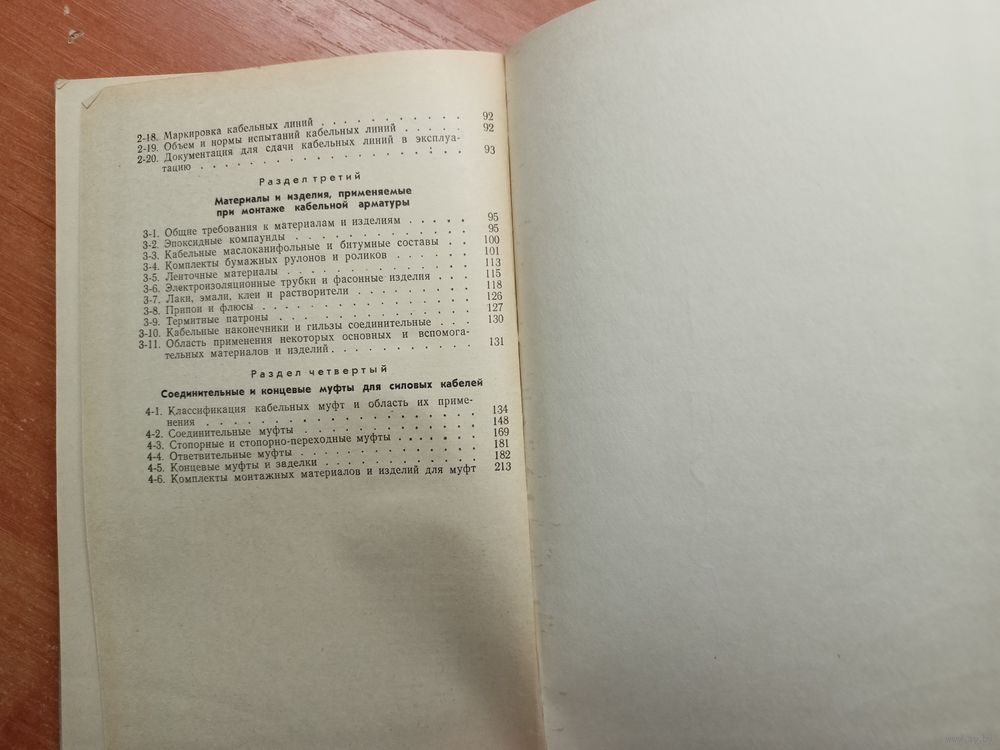 2-18. Маркировка кабельных линий . . . . . . . . . . 92
2-19. Объем и нормы испытаний кабельных линий . . . . . 92
2-20. Документация для сдачи кабельных линий в эксплуа-
тацию . . . . . . . . . . . . . . . . 93
Раздел третий
Материалы и изделия, применяемые
при монтаже кабельной арматуры
3-1. Общие требования к материалам и изделиям . . . . . 95
3-2. Эпоксидные компаунды . . . . . . . . . . . 95
3-3. Кабельные маслоканифольные и битумные составы . . 100
3-4. Комплекты бумажных рулонов и роликов . . . . . . 101
3-5. Ленточные материалы . . . . . . . . . . . . 113
3-6. Электроизоляционные трубки и фасонные изделия . . . 115
3-7. Лаки, эмали, клеи и растворители . . . . . . . . 118
3-8. Припои и флюсы . . . . . . . . . . . . . . 126
3-9. Термитные патроны . . . . . . . . . . . . . 127
3-10. Кабельные наконечники и гильзы соединительные . . . 130
3-11. Область применения некоторых основных и вспомога-
тельных материалов и изделий . . . . . . . . . 131
Раздел четвертый
Соединительные и концевые муфты для силовых кабелей
4-1. Классификация кабельных муфт и область их приме-
нения . . . . . . . . . . . . . . . . 134
4-2. Соединительные муфты . . . . . . . . . . . . 148
4-3. Стопорные и стопорно-переходные муфты . . . . . . 169
4-4. Ответвительные муфты . . . . . . . . . . . . 181
4-5. Концевые муфты и заделки . . . . . . . . . . 182
4-6. Комплекты монтажных материалов и изделий для муфт 213